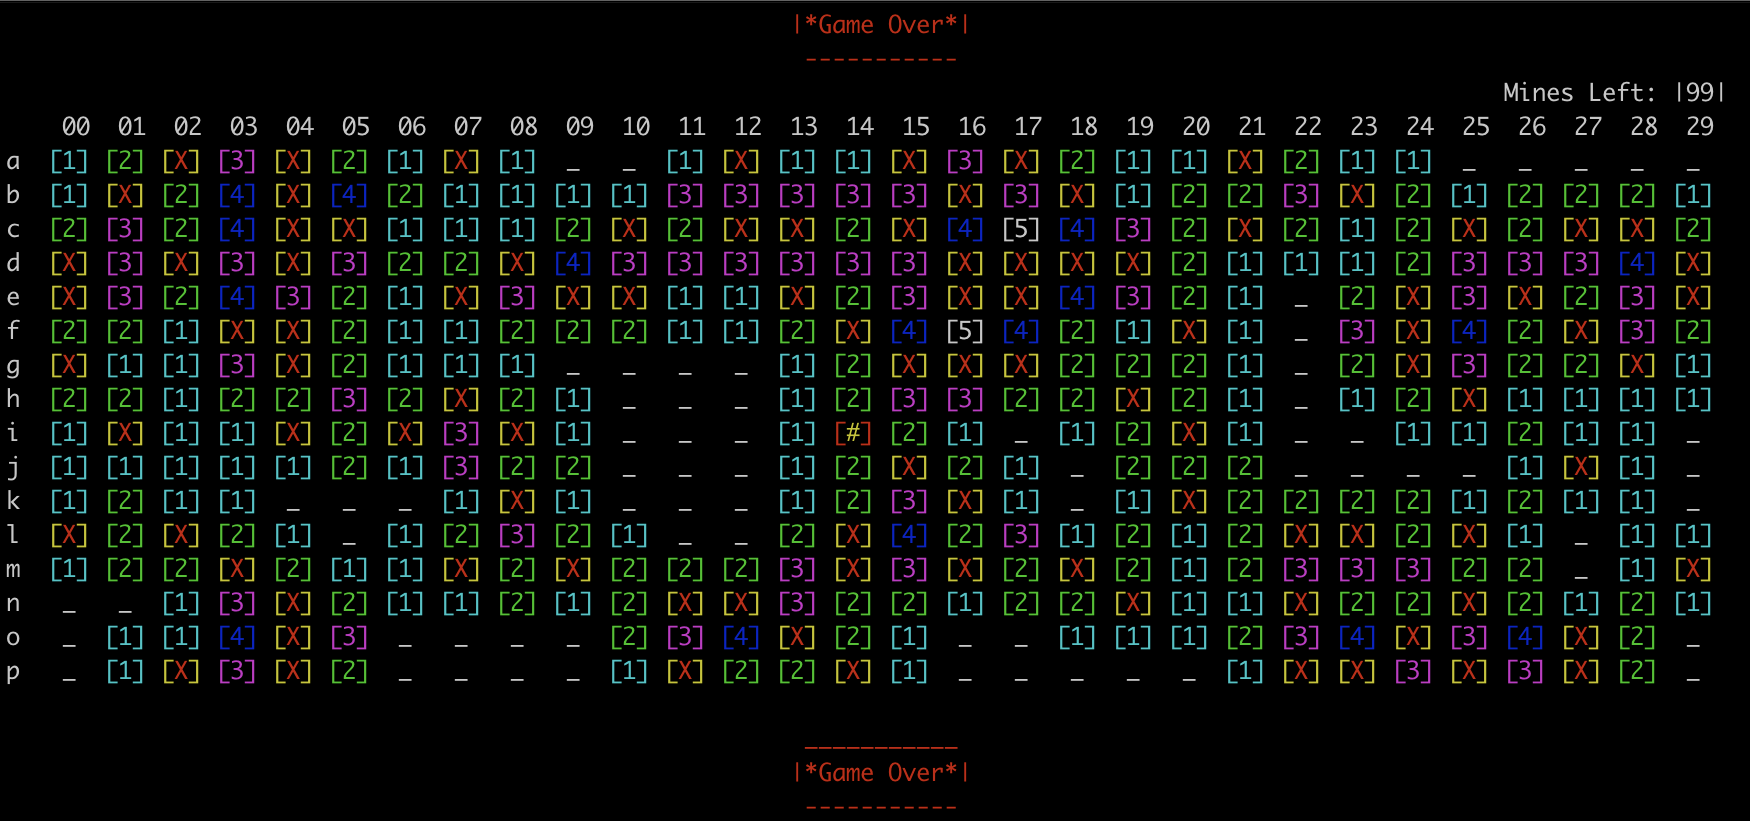 |*Game Over*|
-----------
Mines Left: |99|
00 01 02 03 04 05 06 07 08 09 10 11 12 13 14 15 16 17 18 19 20 21 22 23 24 25 26 27 28 29
a [1] [2] [X] [3] [X] [2] [1] [X] [1] _ _ [1] [X] [1] [1] [X] [3] [X] [2] [1] [1] [X] [2] [1] [1] _ _ _ _ _
b [1] [X] [2] [4] [X] [4] [2] [1] [1] [1] [1] [3] [3] [3] [3] [3] [X] [3] [X] [1] [2] [2] [3] [X] [2] [1] [2] [2] [2] [1]
c [2] [3] [2] [4] [X] [X] [1] [1] [1] [2] [X] [2] [X] [X] [2] [X] [4] [5] [4] [3] [2] [X] [2] [1] [2] [X] [2] [X] [X] [2]
d [X] [3] [X] [3] [X] [3] [2] [2] [X] [4] [3] [3] [3] [3] [3] [3] [X] [X] [X] [X] [2] [1] [1] [1] [2] [3] [3] [3] [4] [X]
e [X] [3] [2] [4] [3] [2] [1] [X] [3] [X] [X] [1] [1] [X] [2] [3] [X] [X] [4] [3] [2] [1] _ [2] [X] [3] [X] [2] [3] [X]
f [2] [2] [1] [X] [X] [2] [1] [1] [2] [2] [2] [1] [1] [2] [X] [4] [5] [4] [2] [1] [X] [1] _ [3] [X] [4] [2] [X] [3] [2]
g [X] [1] [1] [3] [X] [2] [1] [1] [1] _ _ _ _ [1] [2] [X] [X] [X] [2] [2] [2] [1] _ [2] [X] [3] [2] [2] [X] [1]
h [2] [2] [1] [2] [2] [3] [2] [X] [2] [1] _ _ _ [1] [2] [3] [3] [2] [2] [X] [2] [1] _ [1] [2] [X] [1] [1] [1] [1]
i [1] [X] [1] [1] [X] [2] [X] [3] [X] [1] _ _ _ [1] [#] [2] [1] _ [1] [2] [X] [1] _ _ [1] [1] [2] [1] [1] _
j [1] [1] [1] [1] [1] [2] [1] [3] [2] [2] _ _ _ [1] [2] [X] [2] [1] _ [2] [2] [2] _ _ _ _ [1] [X] [1] _
k [1] [2] [1] [1] _ _ _ [1] [X] [1] _ _ _ [1] [2] [3] [X] [1] _ [1] [X] [2] [2] [2] [2] [1] [2] [1] [1] _
l [X] [2] [X] [2] [1] _ [1] [2] [3] [2] [1] _ _ [2] [X] [4] [2] [3] [1] [2] [1] [2] [X] [X] [2] [X] [1] _ [1] [1]
m [1] [2] [2] [X] [2] [1] [1] [X] [2] [X] [2] [2] [2] [3] [X] [3] [X] [2] [X] [2] [1] [2] [3] [3] [3] [2] [2] _ [1] [X]
n _ _ [1] [3] [X] [2] [1] [1] [2] [1] [2] [X] [X] [3] [2] [2] [1] [2] [2] [X] [1] [1] [X] [2] [2] [X] [2] [1] [2] [1]
o _ [1] [1] [4] [X] [3] _ _ _ _ [2] [3] [4] [X] [2] [1] _ _ [1] [1] [1] [2] [3] [4] [X] [3] [4] [X] [2] _
p _ [1] [X] [3] [X] [2] _ _ _ _ [1] [X] [2] [2] [X] [1] _ _ _ _ _ [1] [X] [X] [3] [X] [3] [X] [2] _
___________
|*Game Over*|
-----------